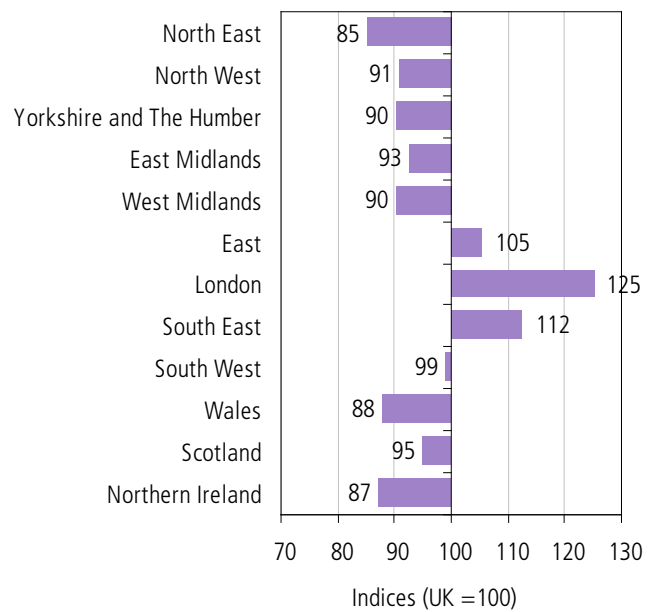 North East 85
North West 91
Yorkshire and The Humber 90
East Midlands 93
West Midlands 90
East 105
London 125
South East 112
South West 99
Wales 88
Scotland 95
Northern Ireland 87
70 80 90 100 110 120 130
Indices (UK =100)